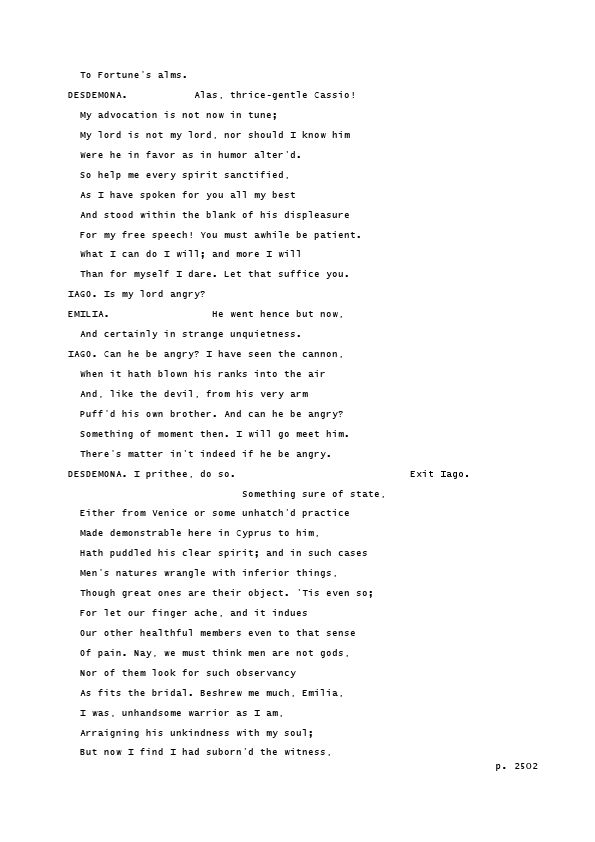 To Fortune's alms.
DESDEMONA. Alas, thrice-gentle Cassio!
My advocation is not now in tune;
My lord is not my lord, nor should I know him
Were he in favor as in humor alter'd.
So help me every spirit sanctified,
As I have spoken for you all my best
And stood within the blank of his displeasure
For my free speech! You must awhile be patient.
What I can do I will; and more I will
Than for myself I dare. Let that suffice you.
IAGO. Is my lord angry?
EMILIA. He went hence but now,
And certainly in strange unquietness.
IAGO. Can he be angry? I have seen the cannon,
When it hath blown his ranks into the air
And, like the devil, from his very arm
Puff'd his own brother. And can he be angry?
Something of moment then. I will go meet him.
There's matter in't indeed if he be angry.
DESDEMONA. I prithee, do so. Exit Iago.
Something sure of state,
Either from Venice or some unhatch'd practice
Made demonstrable here in Cyprus to him,
Hath puddled his clear spirit; and in such cases
Men's natures wrangle with inferior things,
Though great ones are their object. 'Tis even so;
For let our finger ache, and it indues
Our other healthful members even to that sense
Of pain. Nay, we must think men are not gods,
Nor of them look for such observancy
As fits the bridal. Beshrew me much, Emilia,
I was, unhandsome warrior as I am,
Arraigning his unkindness with my soul;
But now I find I had suborn'd the witness,
p. 2502